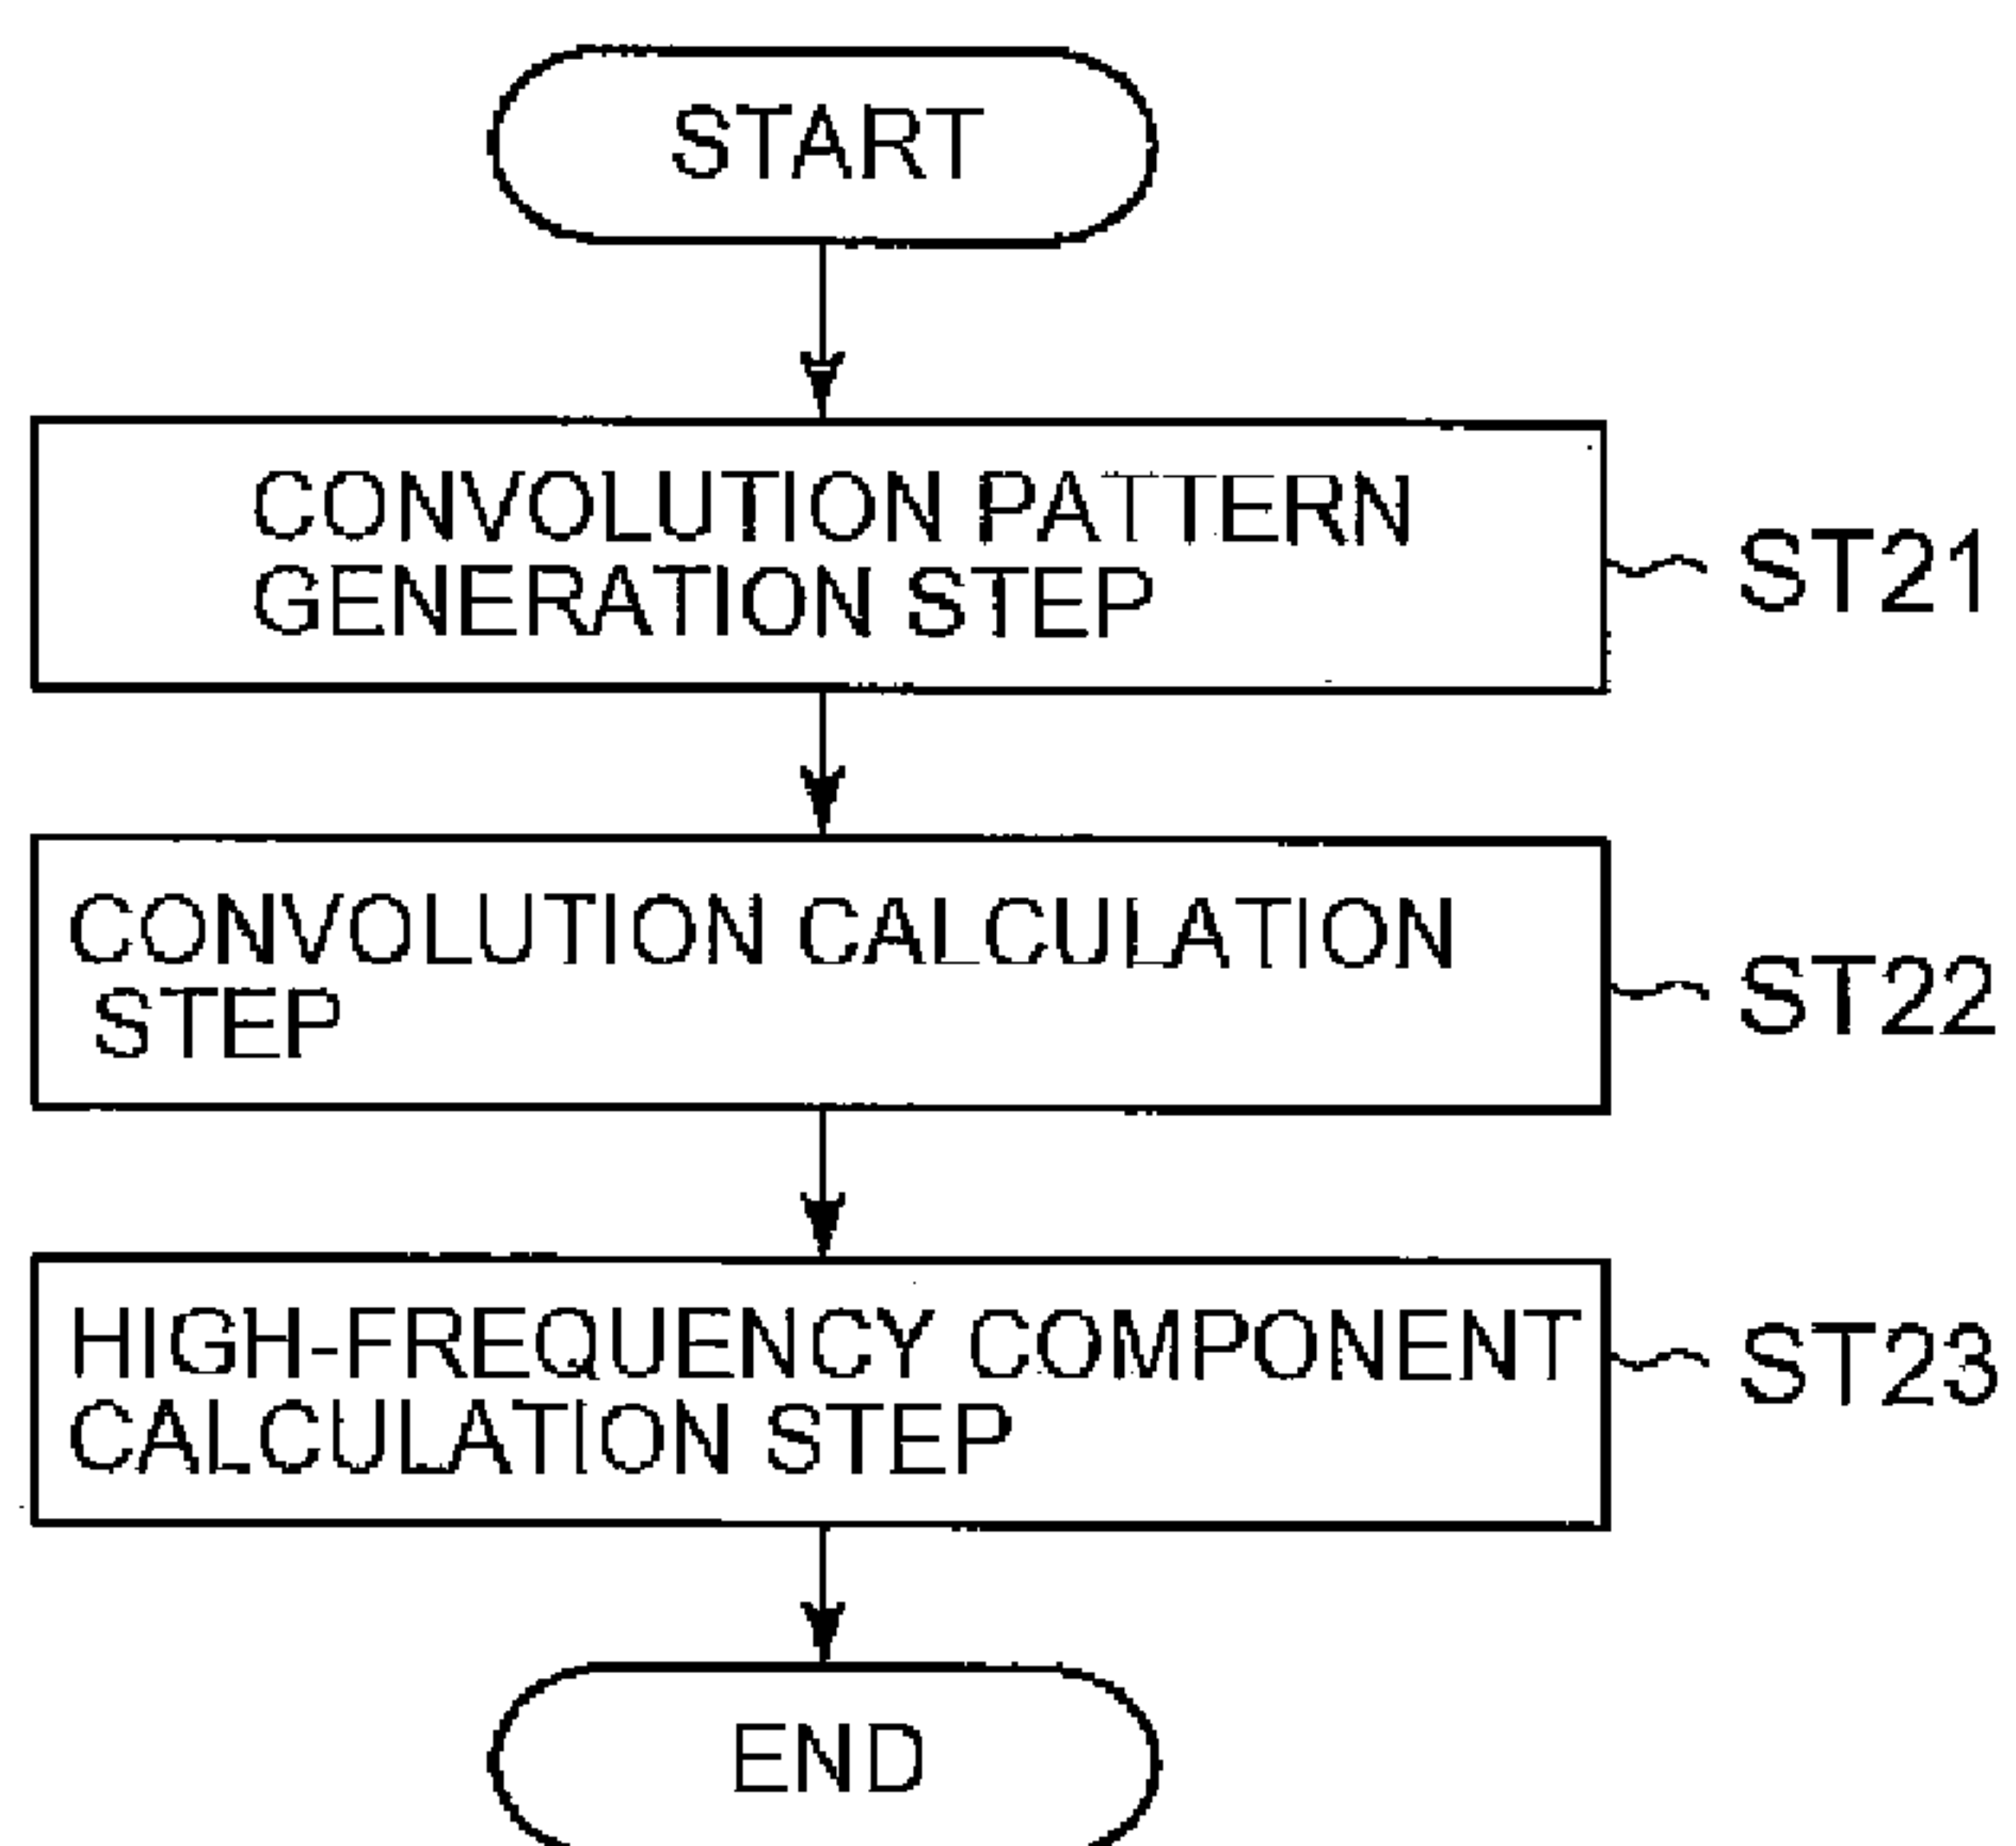 START
CONVOLUTION PATTERN
GENERATION STEP
ST21
CONVOLUTION CALCULATION
STEP
ST22
HIGH-FREQUENCY COMPONENT
CALCULATION STEP
ST23
END